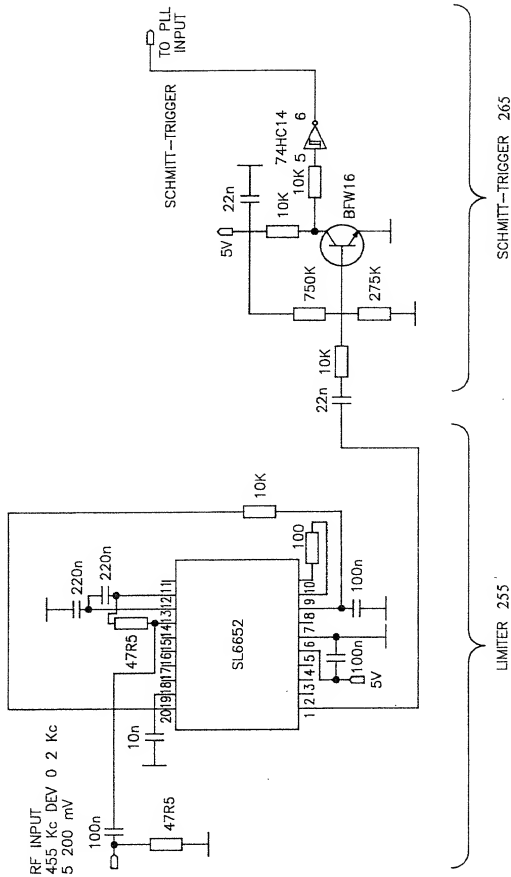 RF INPUT
455 Kc DEV 0 2 Kc
5 200 mV
100n
47R5
10n
20 19 18 17 16 15 14 13 12 11
47R5
220n
220n
SL6652
1 2 3 4 5 6 7 8 9 10
5V
100n
100n
100
10K
22n
10K
750K
275K
5V
22n
10K
BFW16
10K
5
74HC14
6
SCHMITT-TRIGGER
TO PLL
INPUT
LIMITER 255
SCHMITT-TRIGGER 265